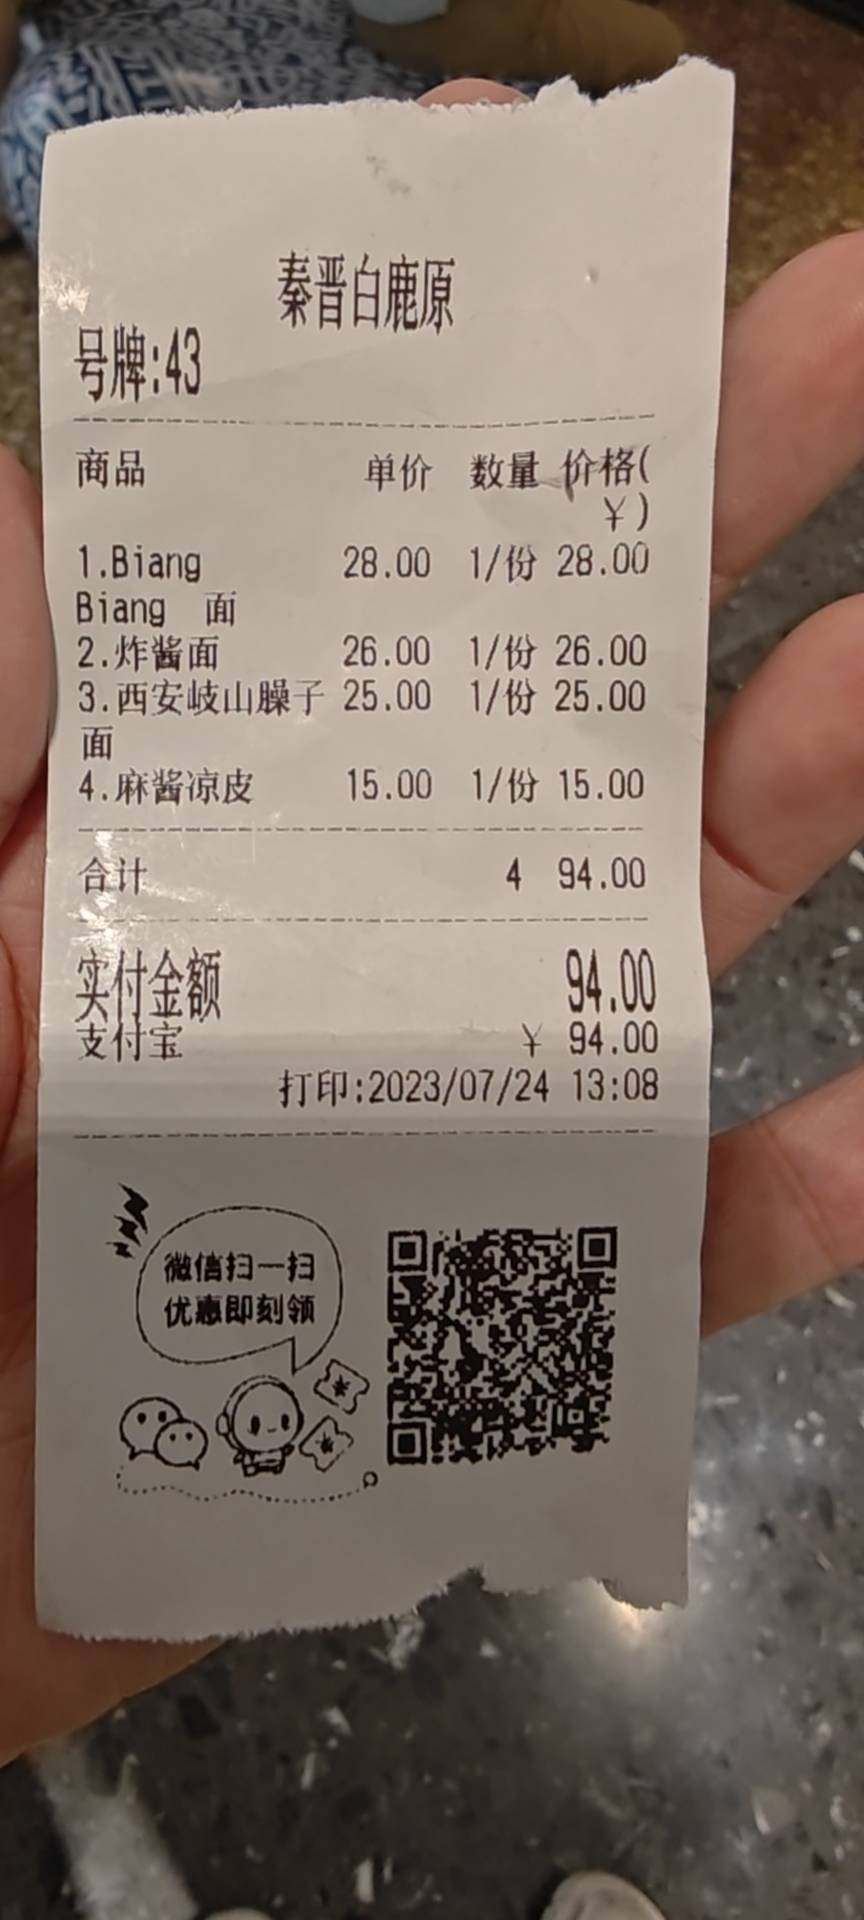 秦晋白鹿原
号牌:43
商品 单价 数量 价格(
¥)
1.Biang 28.00 1/份 28.00
Biang 面
2.炸酱面 26.00 1/份 26.00
3.西安岐山臊子 25.00 1/份 25.00
面
4.麻酱凉皮 15.00 1/份 15.00
合计 4 94.00
实付金额 94.00
支付宝 ¥ 94.00
打印:2023/07/24 13:08
微信扫一扫
优惠即刻领